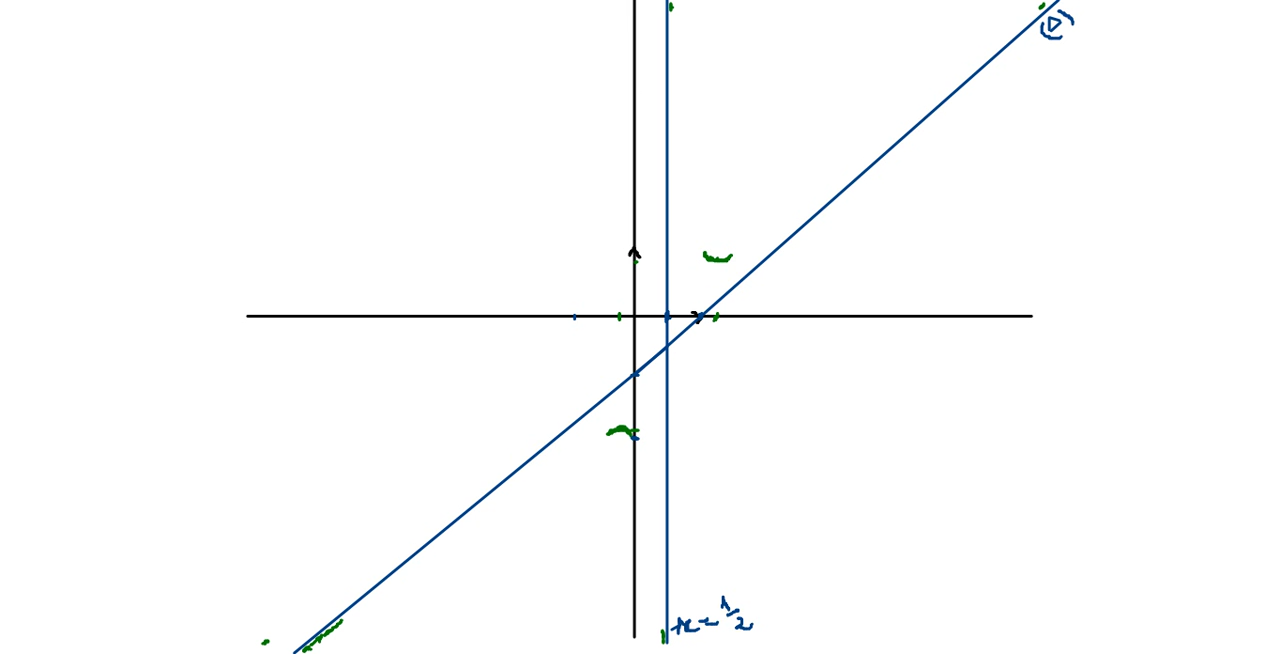 (Δ)
x = 1/2